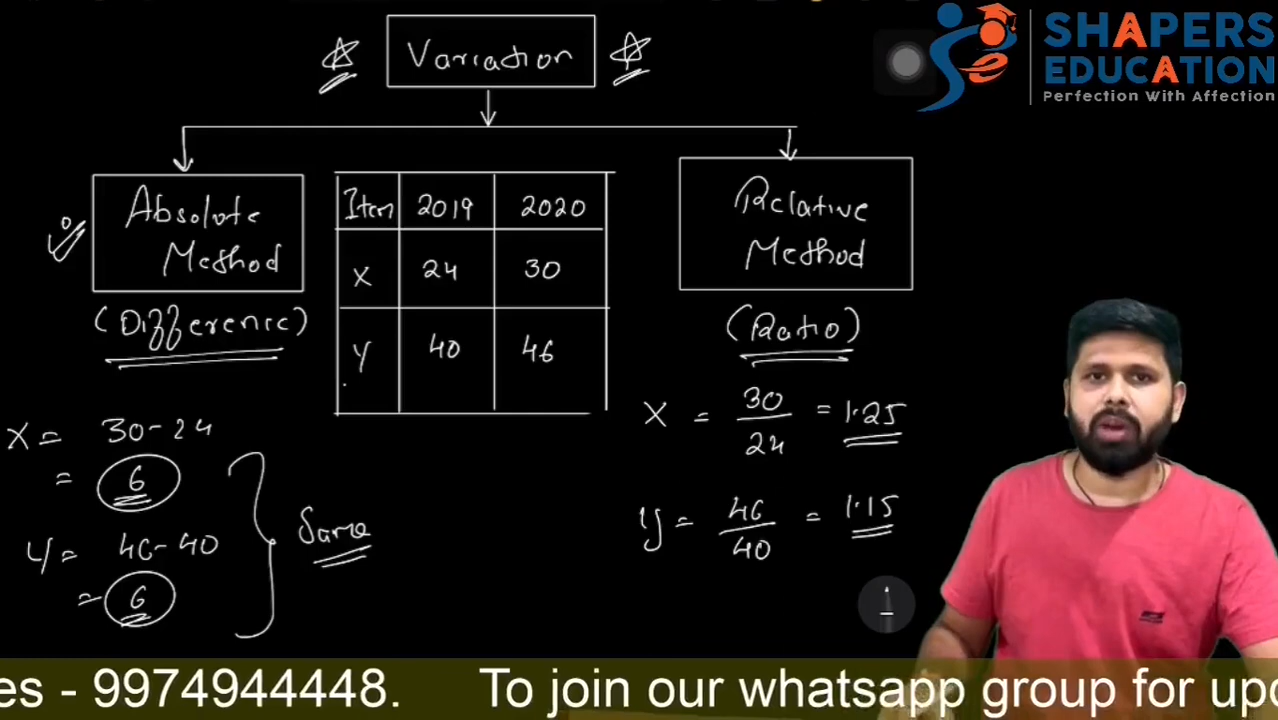 Variation
SHAPERS
EDUCATION
Perfection With Affection
Absolute
Method
(Difference)
Item 2019 2020
X 24 30
y 40 46
Relative
Method
(Ratio)
X = 30 - 24
= 6
y = 46 - 40
= 6
Same
X = 30/24 = 1.25
y = 46/40 = 1.15
es - 9974944448. To join our whatsapp group for upd